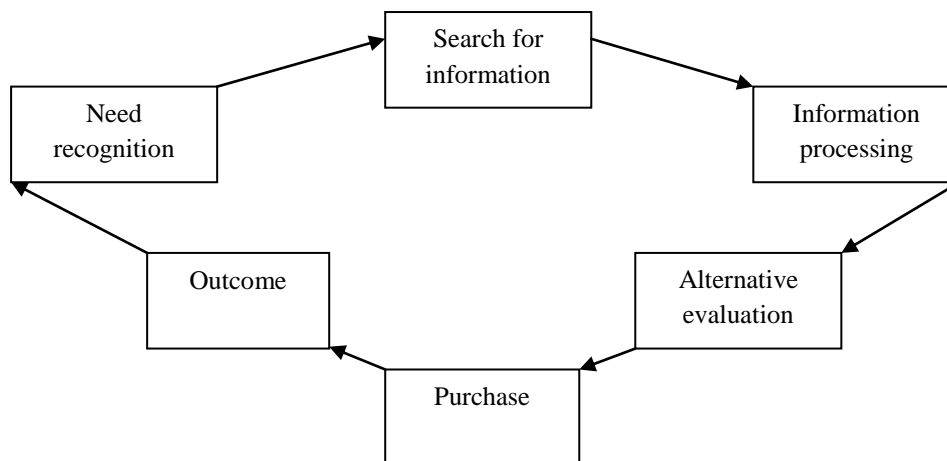 Search for
information
Need
recognition
Information
processing
Outcome
Alternative
evaluation
Purchase